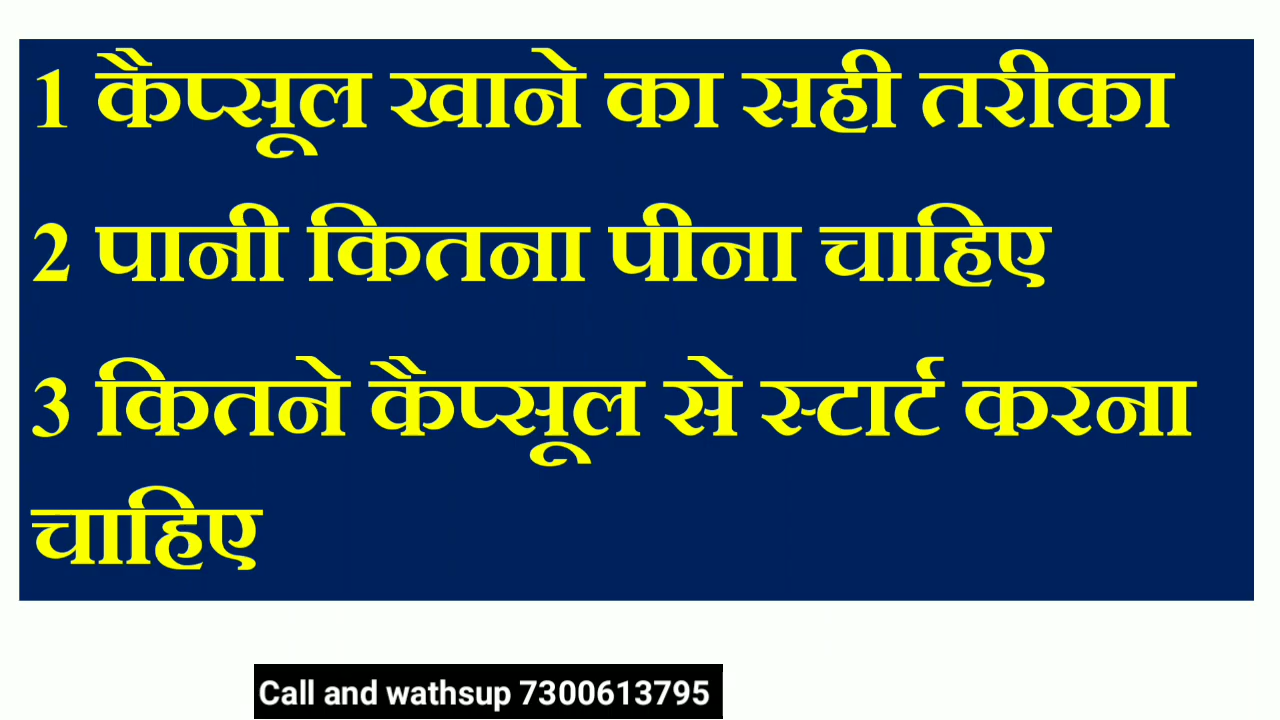 1 कैप्सूल खाने का सही तरीका
2 पानी कितना पीना चाहिए
3 कितने कैप्सूल से स्टार्ट करना
चाहिए
Call and wathsup 7300613795